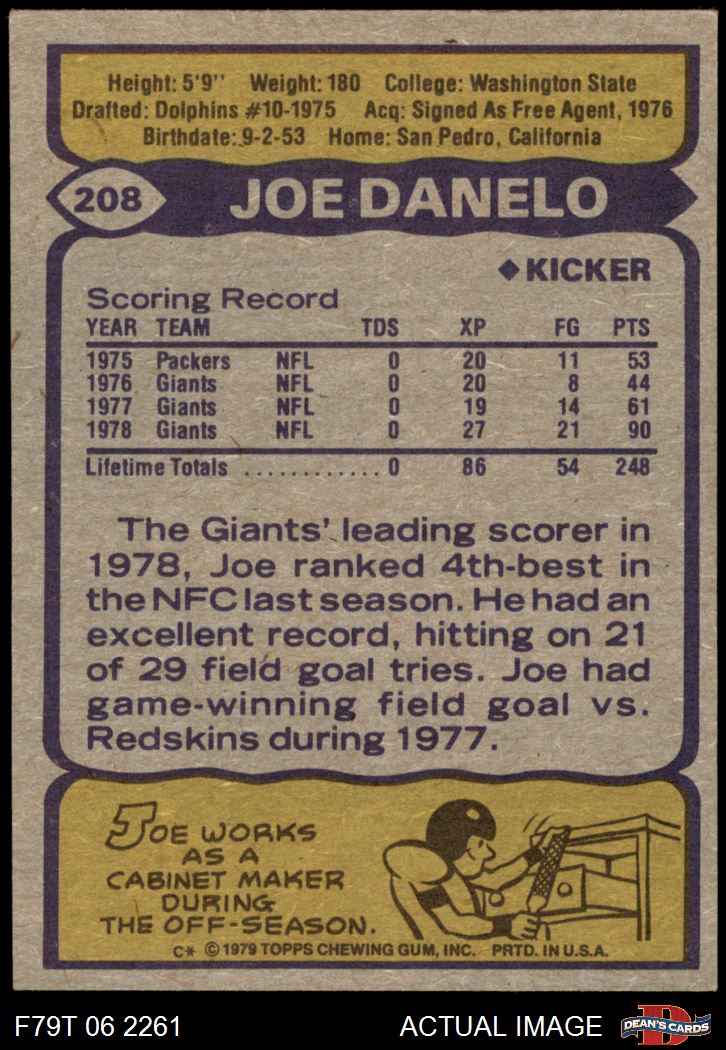 Height: 5'9" Weight: 180 College: Washington State
Drafted: Dolphins #10-1975 Acq: Signed As Free Agent, 1976
Birthdate: 9-2-53 Home: San Pedro, California
208 JOE DANELO
◆KICKER
Scoring Record
YEAR TEAM TDS XP FG PTS
1975 Packers NFL 0 20 11 53
1976 Giants NFL 0 20 8 44
1977 Giants NFL 0 19 14 61
1978 Giants NFL 0 27 21 90
Lifetime Totals ............ 0 86 54 248
The Giants' leading scorer in
1978, Joe ranked 4th-best in
the NFC last season. He had an
excellent record, hitting on 21
of 29 field goal tries. Joe had
game-winning field goal vs.
Redskins during 1977.
JOE WORKS
AS A
CABINET MAKER
DURING
THE OFF-SEASON.
C* © 1979 TOPPS CHEWING GUM, INC. PRTD. IN U.S.A.
F79T 06 2261 ACTUAL IMAGE D DEAN'S CARDS